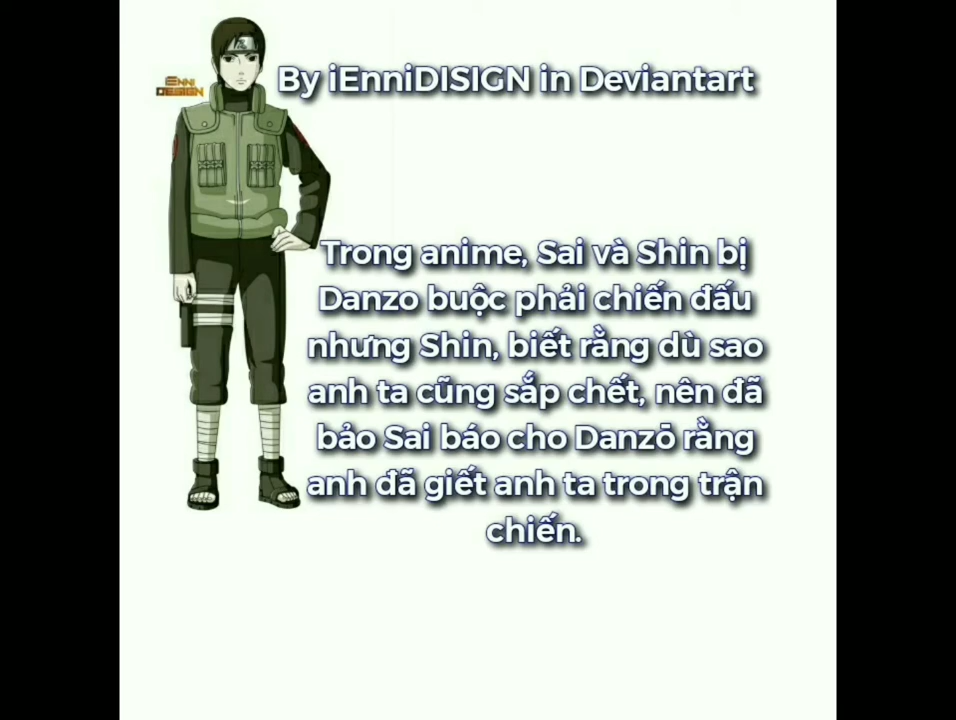 By iEnniDISIGN in Deviantart
ENNI
DESIGN
Trong anime, Sai và Shin bị
Danzo buộc phải chiến đấu
nhưng Shin, biết rằng dù sao
anh ta cũng sắp chết, nên đã
bảo Sai báo cho Danzō rằng
anh đã giết anh ta trong trận
chiến.